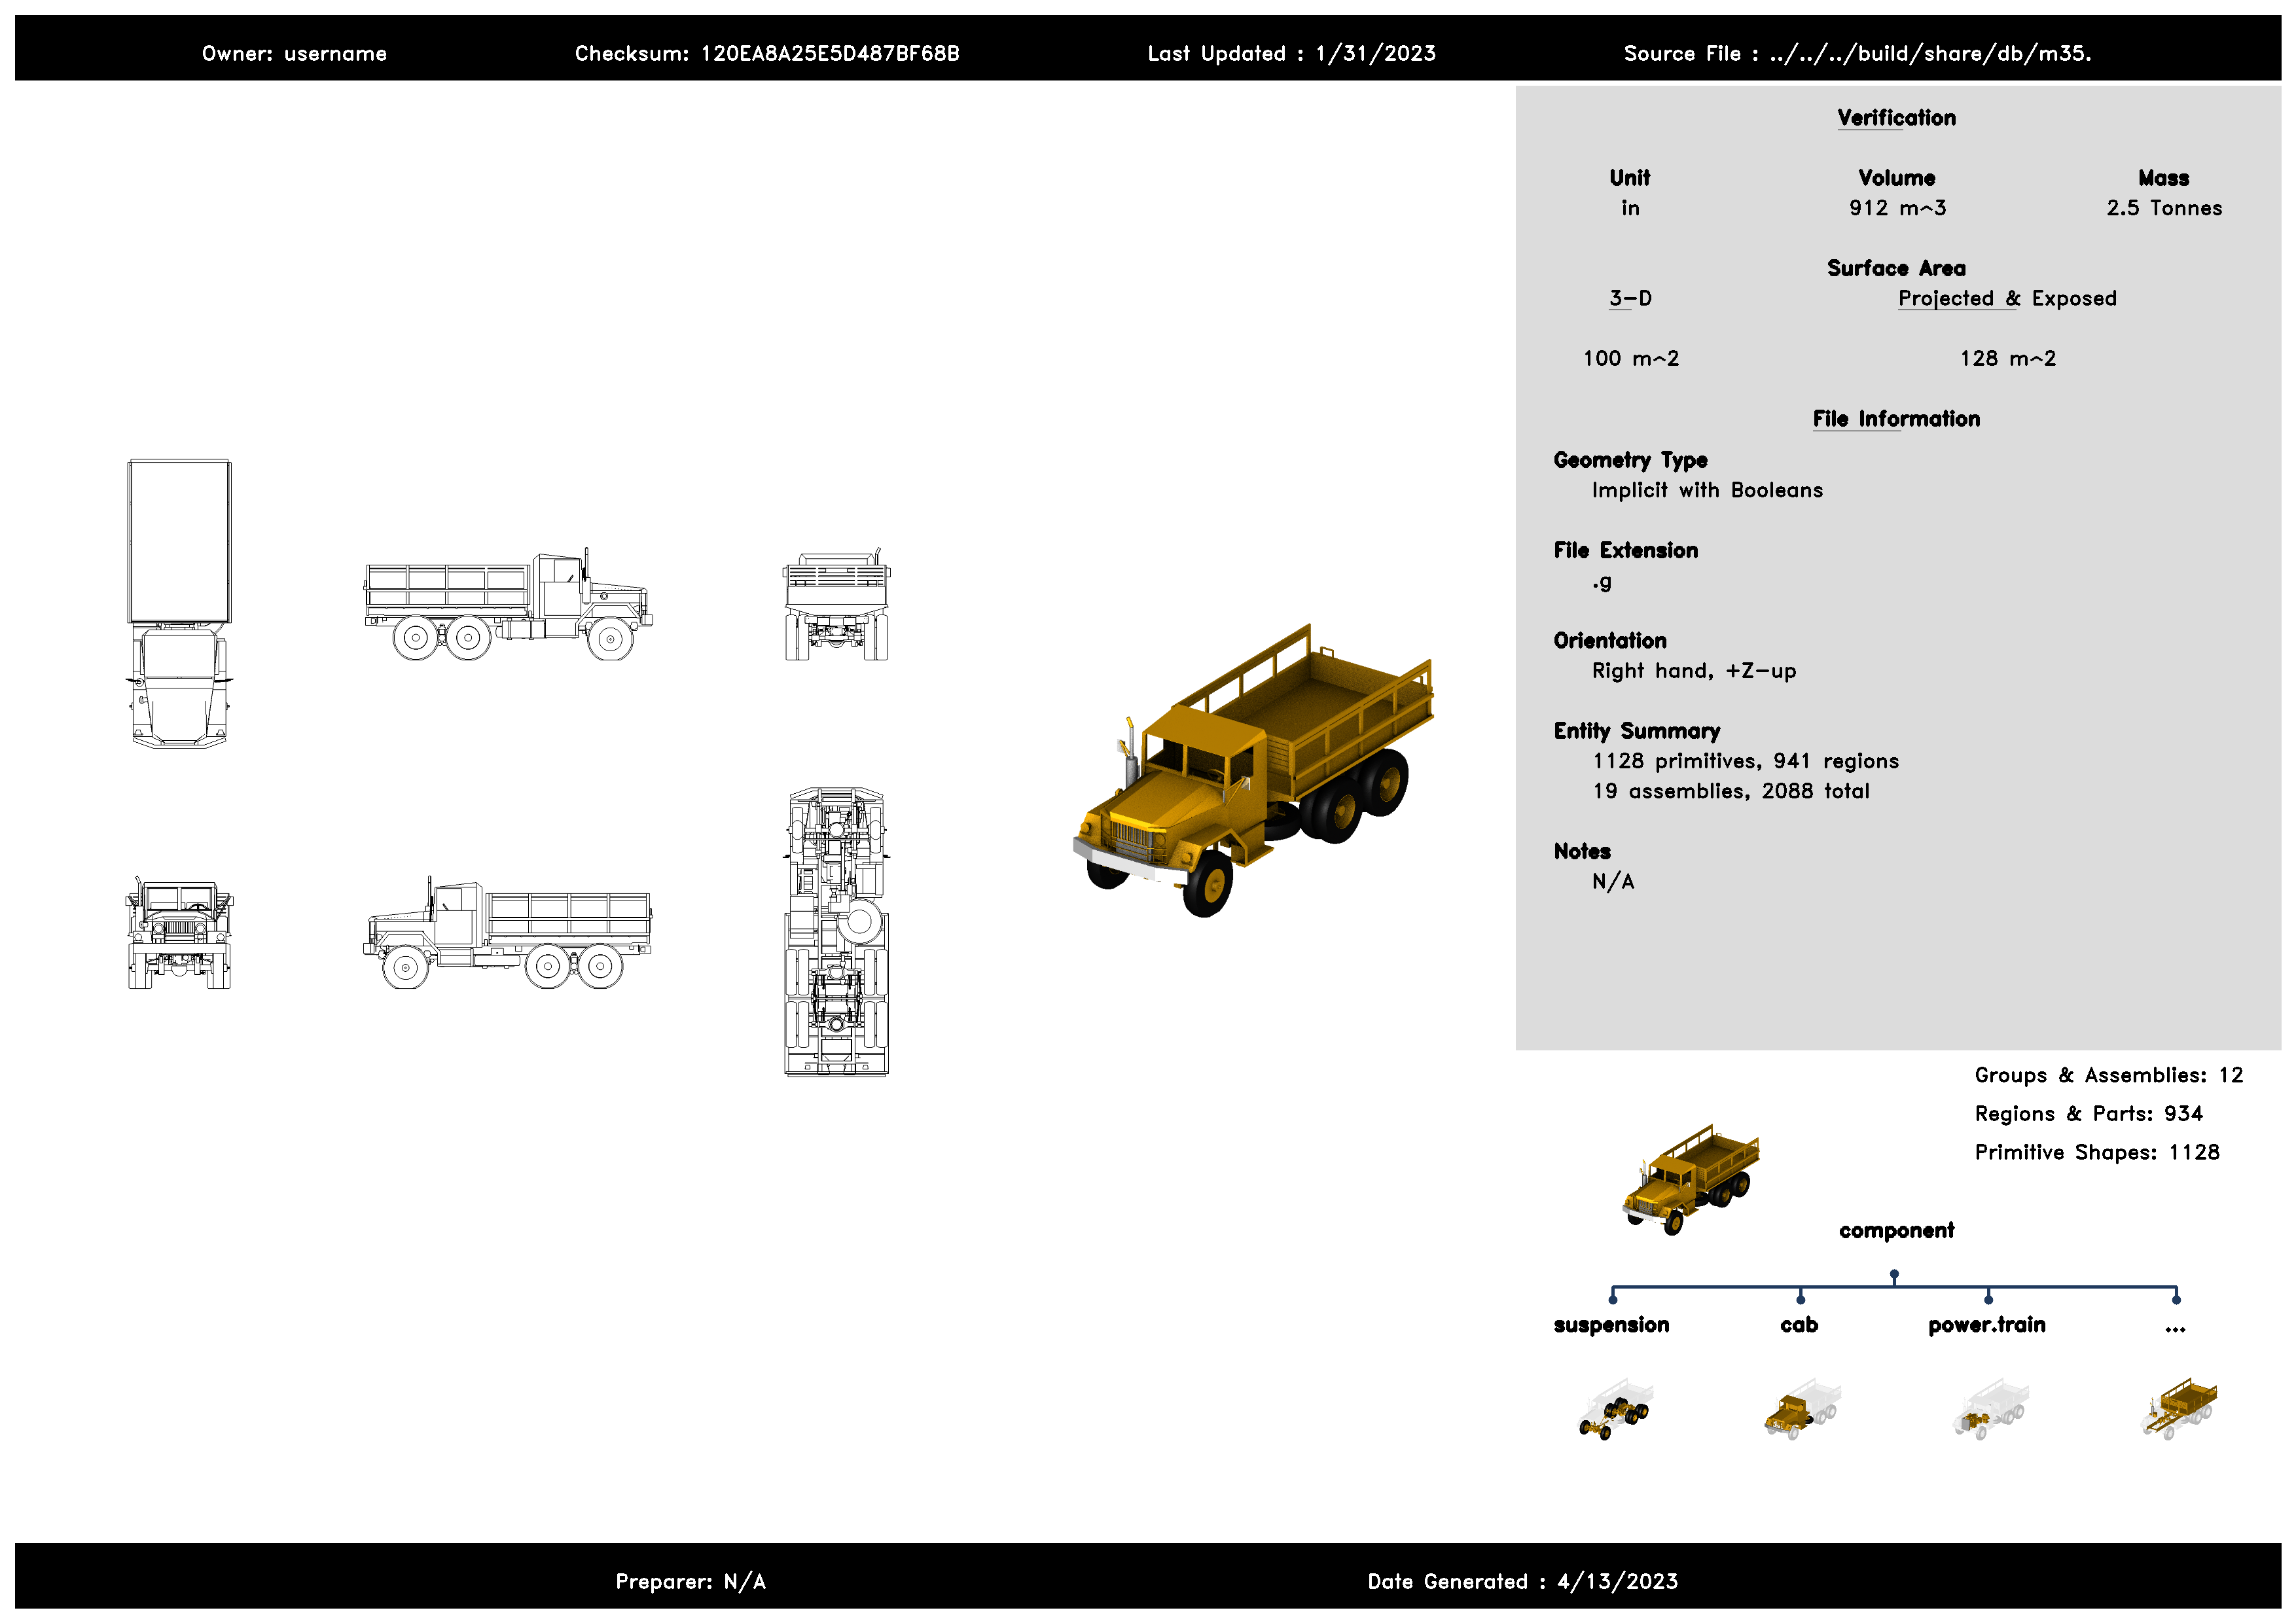 Owner: username Checksum: 120EA8A25E5D487BF68B Last Updated : 1/31/2023 Source File : ../../../build/share/db/m35.
Verification
Unit Volume Mass
in 912 m^3 2.5 Tonnes
Surface Area
3-D Projected & Exposed
100 m^2 128 m^2
File Information
Geometry Type
Implicit with Booleans
File Extension
.g
Orientation
Right hand, +Z-up
Entity Summary
1128 primitives, 941 regions
19 assemblies, 2088 total
Notes
N/A
Groups & Assemblies: 12
Regions & Parts: 934
Primitive Shapes: 1128
component
suspension cab power.train ...
Preparer: N/A Date Generated : 4/13/2023